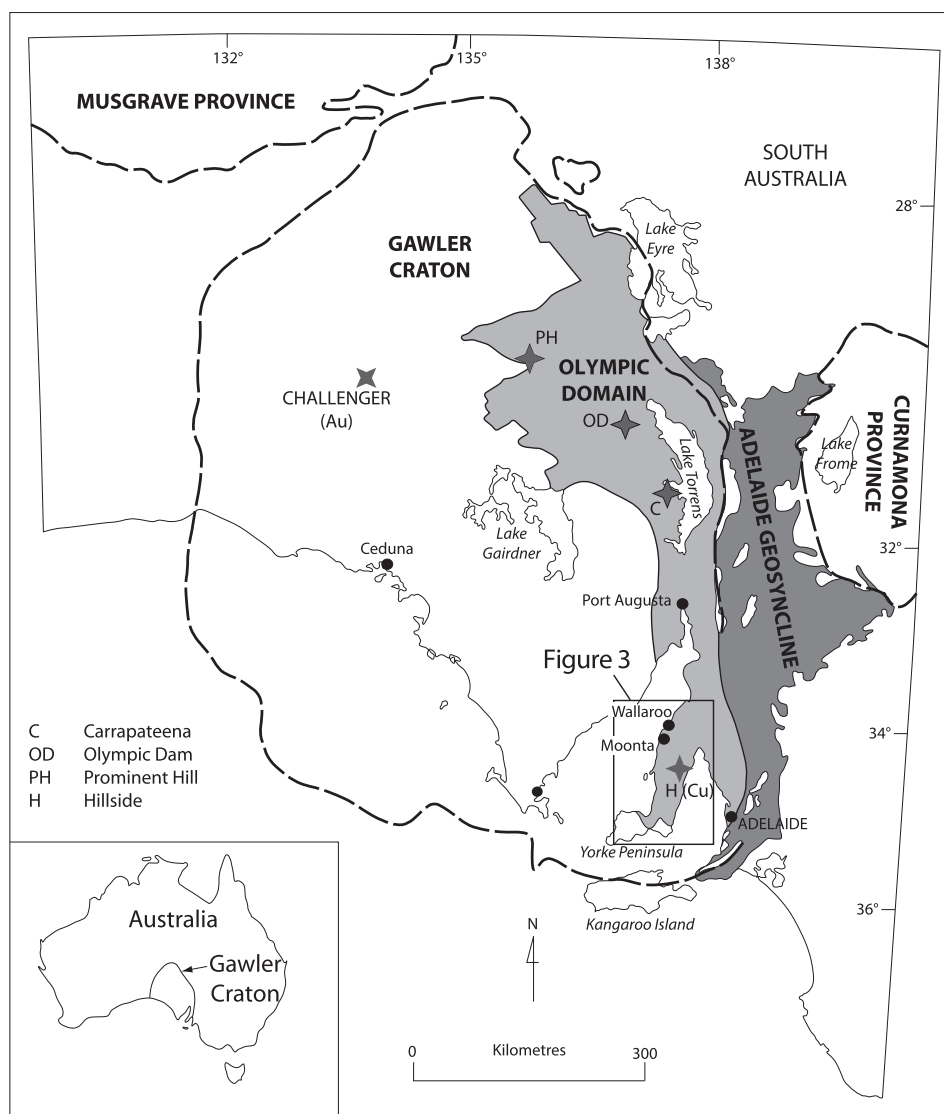 132°
135°
138°
MUSGRAVE PROVINCE
SOUTH
AUSTRALIA
28°
Lake
Eyre
GAWLER
CRATON
PH
OLYMPIC
DOMAIN
CHALLENGER
(Au)
OD
Lake Torrens
C
ADELAIDE GEOSYNCLINE
CURNAMONA
PROVINCE
Lake
Frome
Lake
Gairdner
32°
Ceduna
Port Augusta
Figure 3
Wallaroo
Moonta
34°
H (Cu)
ADELAIDE
Yorke Peninsula
C Carrapateena
OD Olympic Dam
PH Prominent Hill
H Hillside
36°
Kangaroo Island
N
Australia
Gawler
Craton
0 Kilometres 300